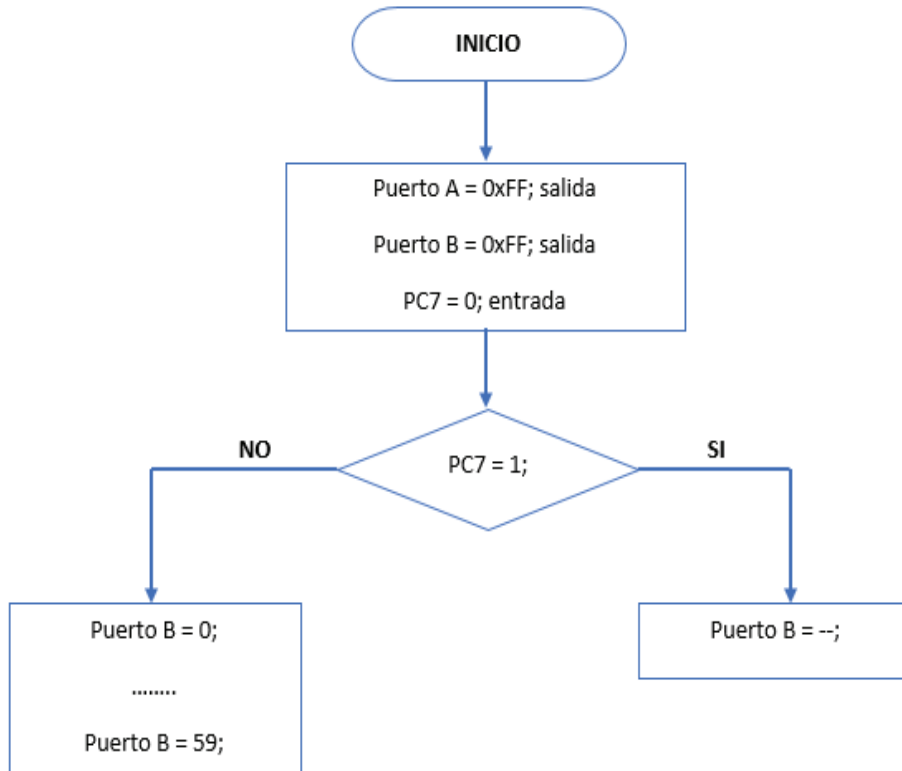 INICIO
Puerto A = 0xFF; salida
Puerto B = 0xFF; salida
PC7 = 0; entrada
NO
PC7 = 1;
SI
Puerto B = 0;
........
Puerto B = 59;
Puerto B = --;